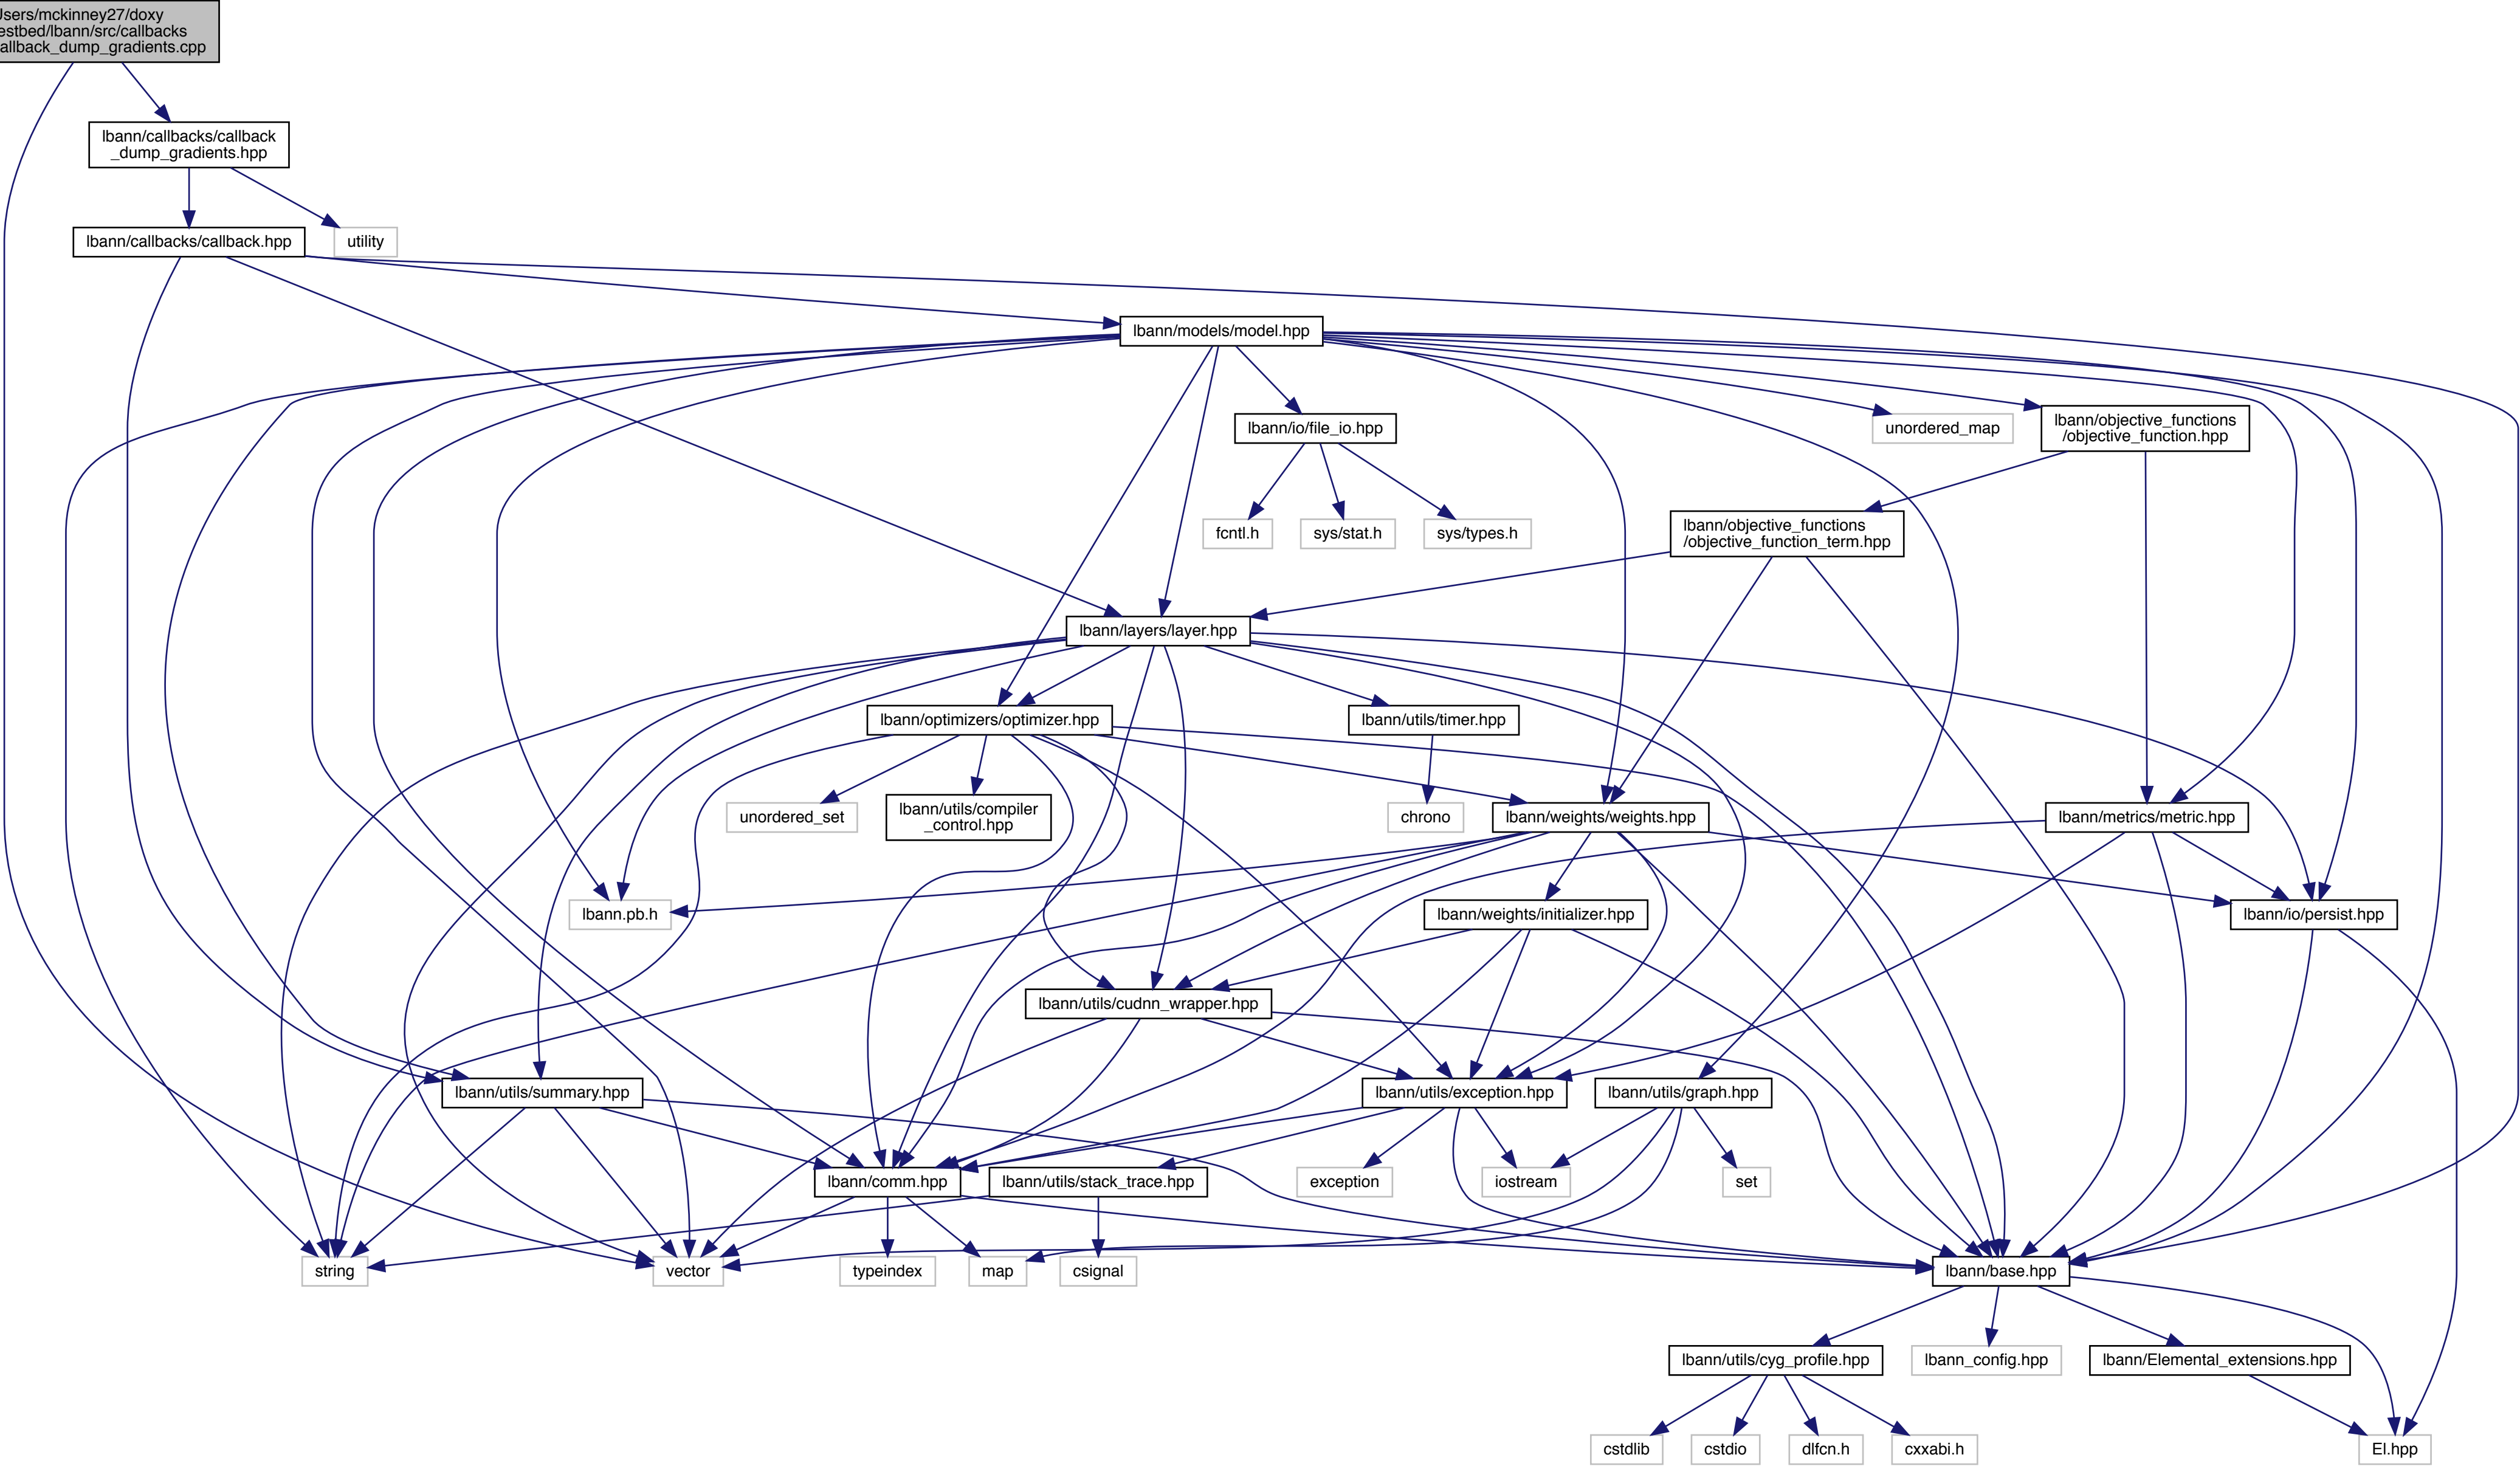 Users/mckinney27/doxy
estbed/lbann/src/callbacks
allback_dump_gradients.cpp
lbann/callbacks/callback
_dump_gradients.hpp
lbann/callbacks/callback.hpp
utility
lbann/models/model.hpp
lbann/io/file_io.hpp
unordered_map
lbann/objective_functions
/objective_function.hpp
fcntl.h
sys/stat.h
sys/types.h
lbann/objective_functions
/objective_function_term.hpp
lbann/layers/layer.hpp
lbann/optimizers/optimizer.hpp
lbann/utils/timer.hpp
unordered_set
lbann/utils/compiler
_control.hpp
chrono
lbann/weights/weights.hpp
lbann/metrics/metric.hpp
lbann.pb.h
lbann/weights/initializer.hpp
lbann/io/persist.hpp
lbann/utils/cudnn_wrapper.hpp
lbann/utils/summary.hpp
lbann/utils/exception.hpp
lbann/utils/graph.hpp
lbann/comm.hpp
lbann/utils/stack_trace.hpp
exception
iostream
set
string
vector
typeindex
map
csignal
lbann/base.hpp
lbann/utils/cyg_profile.hpp
lbann_config.hpp
lbann/Elemental_extensions.hpp
cstdlib
cstdio
dlfcn.h
cxxabi.h
El.hpp